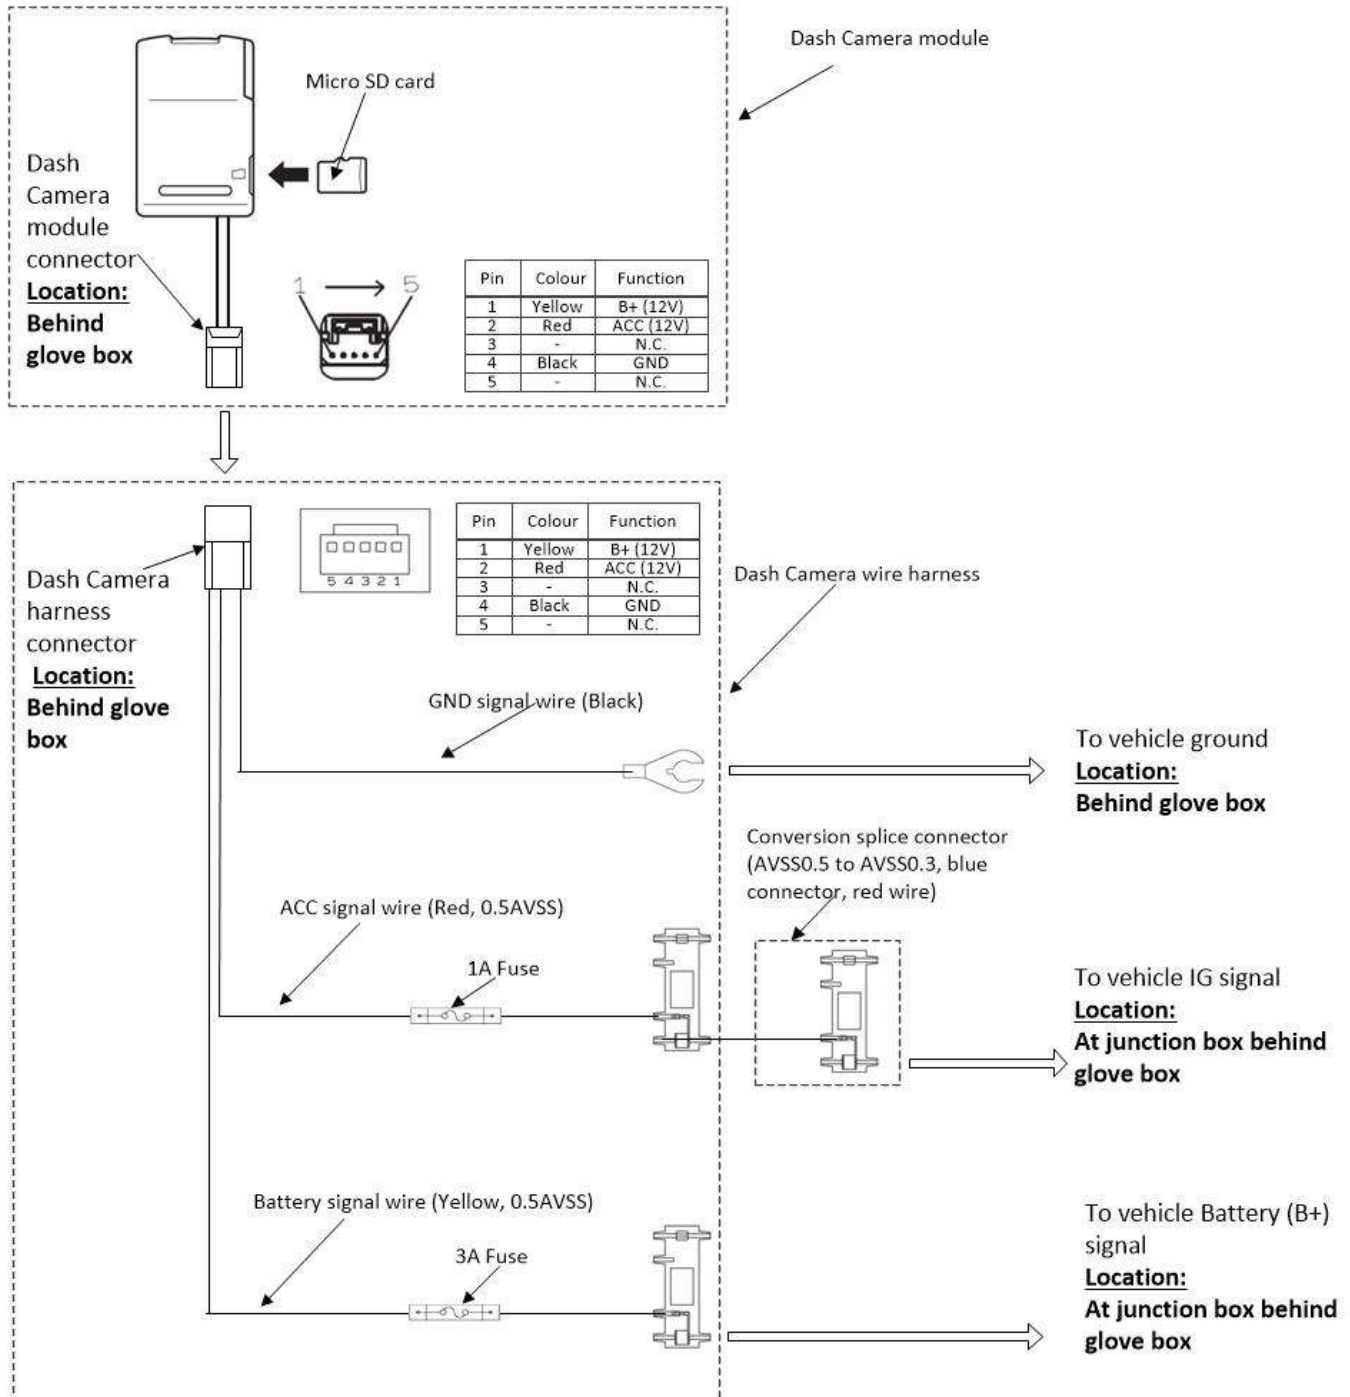 Dash Camera module
Micro SD card
Dash
Camera
module
connector
Location:
Behind
glove box
1 5
Pin Colour Function
1 Yellow B+ (12V)
2 Red ACC (12V)
3 - N.C.
4 Black GND
5 - N.C.
Dash Camera
harness
connector
Location:
Behind glove
box
5 4 3 2 1
Pin Colour Function
1 Yellow B+ (12V)
2 Red ACC (12V)
3 - N.C.
4 Black GND
5 - N.C.
Dash Camera wire harness
GND signal wire (Black)
To vehicle ground
Location:
Behind glove box
Conversion splice connector
(AVSS0.5 to AVSS0.3, blue
connector, red wire)
ACC signal wire (Red, 0.5AVSS)
1A Fuse
To vehicle IG signal
Location:
At junction box behind
glove box
Battery signal wire (Yellow, 0.5AVSS)
3A Fuse
To vehicle Battery (B+)
signal
Location:
At junction box behind
glove box